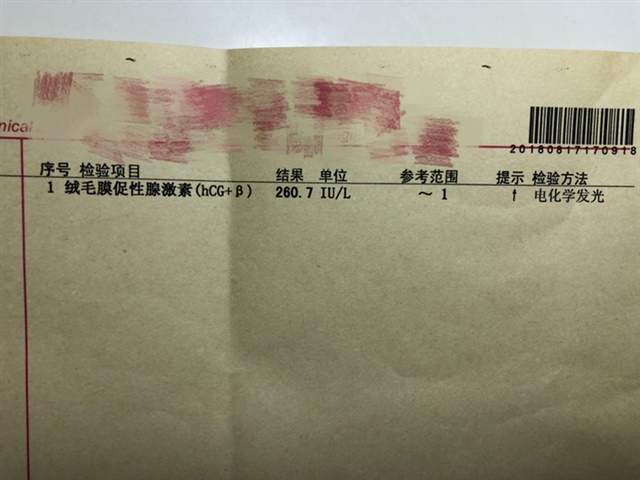 nical
20180817170918
序号 检验项目 结果 单位 参考范围 提示 检验方法
1 绒毛膜促性腺激素(hCG+β) 260.7 IU/L ～ 1 ↑ 电化学发光